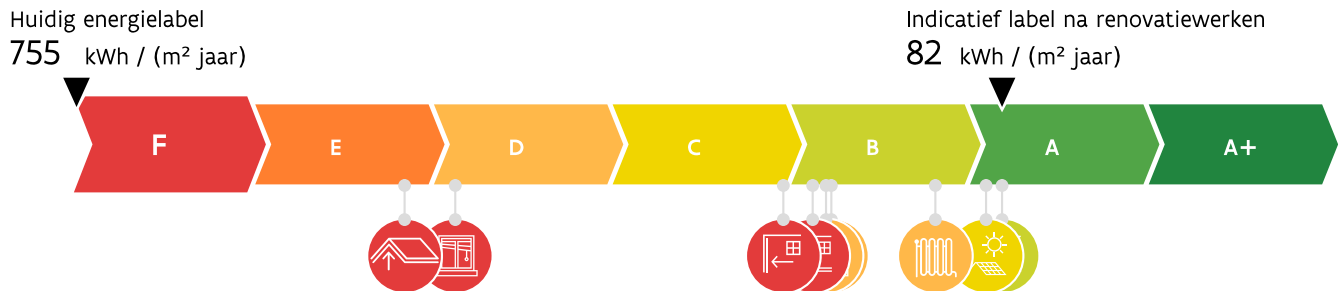 Huidig energielabel
755 kWh / (m² jaar)
Indicatief label na renovatiewerken
82 kWh / (m² jaar)
F E D C B A A+